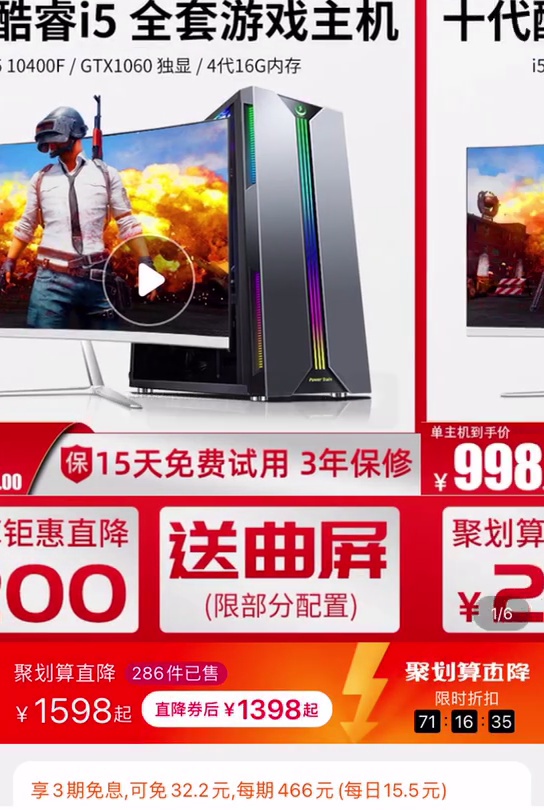 酷睿i5 全套游戏主机
十代
10400F / GTX1060 独显 / 4代16G内存
i5
Power Train
单主机到手价
.00
保 15天免费试用 3年保修
¥998
钜惠直降
00
送曲屏
(限部分配置)
聚划算
¥2
1/6
聚划算直降 286件已售
¥1598起 直降券后¥1398起
聚划算直降
限时折扣
71:16:35
享3期免息,可免32.2元,每期466元(每日15.5元)